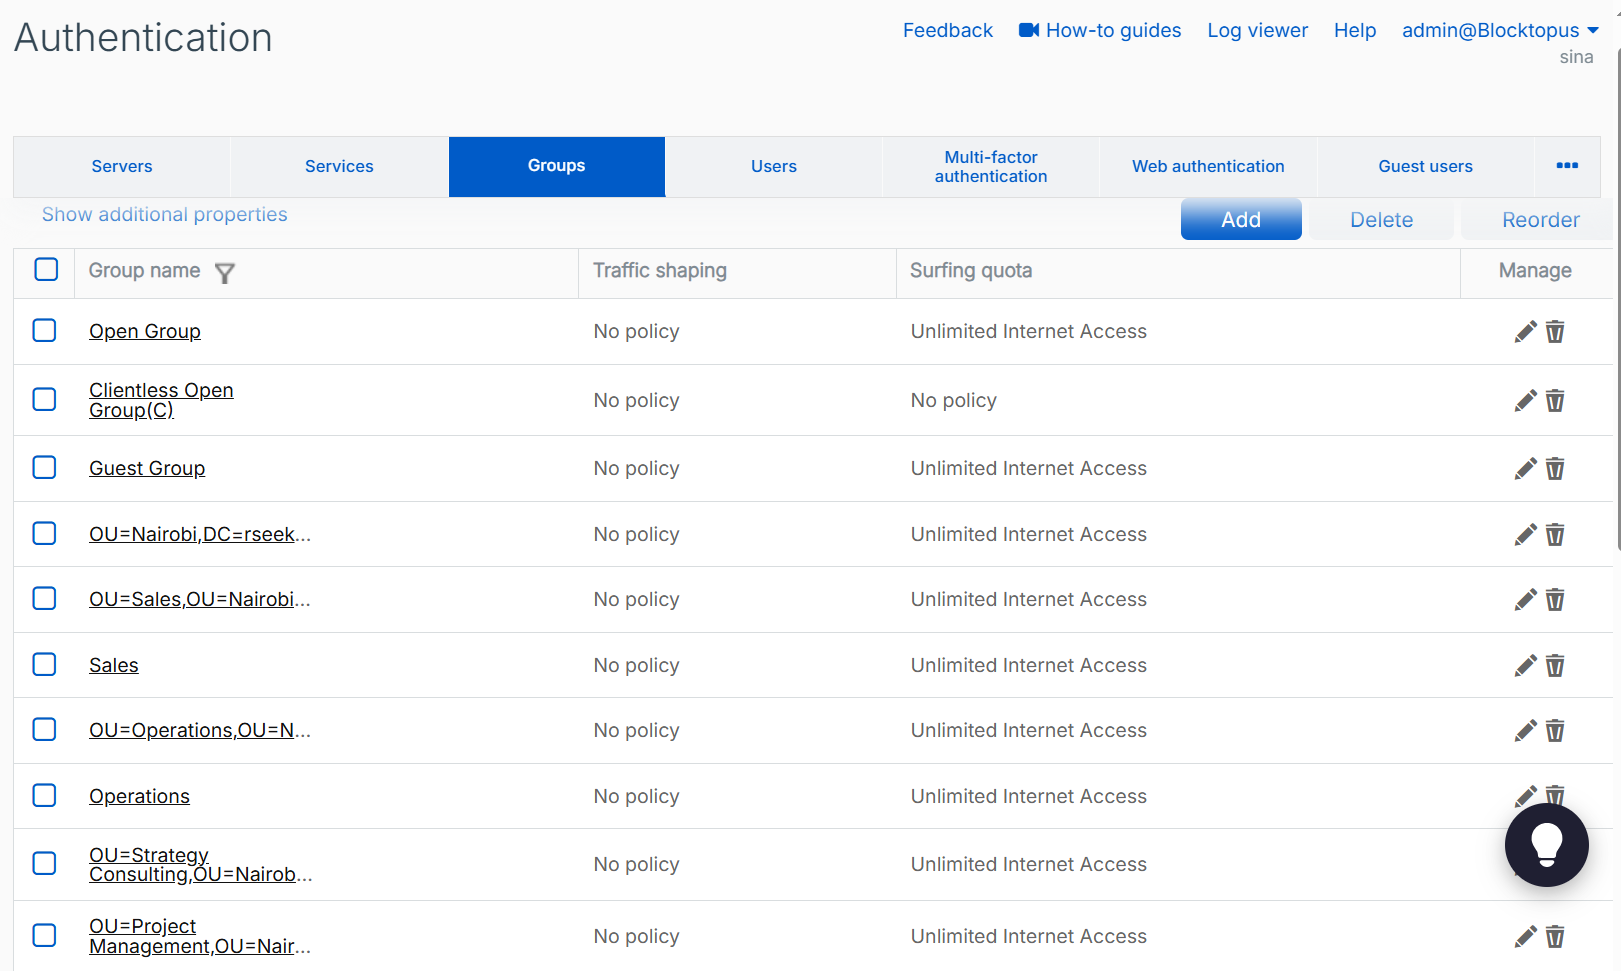 Authentication
Feedback How-to guides Log viewer Help admin@Blocktopus
sina
Servers Services Groups Users Multi-factor authentication Web authentication Guest users
Show additional properties Add Delete Reorder
Group name Traffic shaping Surfing quota Manage
Open Group No policy Unlimited Internet Access
Clientless Open
Group(C) No policy No policy
Guest Group No policy Unlimited Internet Access
OU=Nairobi,DC=rseek... No policy Unlimited Internet Access
OU=Sales,OU=Nairobi... No policy Unlimited Internet Access
Sales No policy Unlimited Internet Access
OU=Operations,OU=N... No policy Unlimited Internet Access
Operations No policy Unlimited Internet Access
OU=Strategy
Consulting,OU=Nairob... No policy Unlimited Internet Access
OU=Project
Management,OU=Nair... No policy Unlimited Internet Access